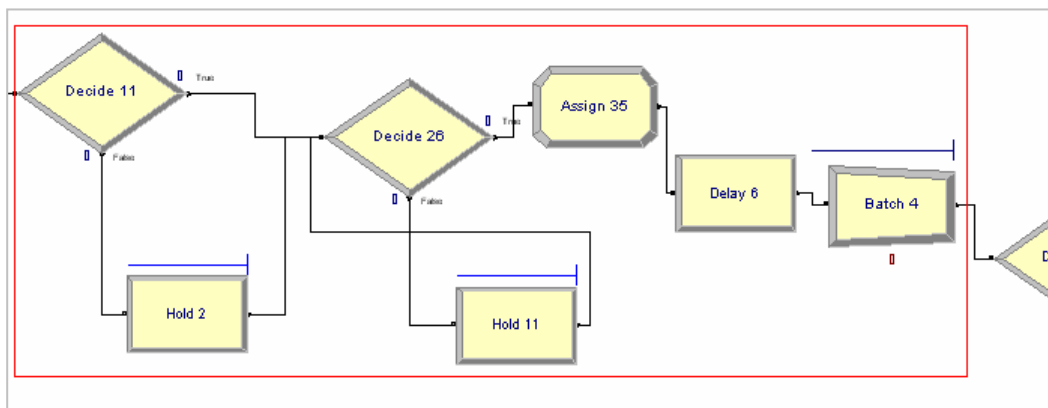 Decide 11
True
False
Hold 2
Decide 26
True
False
Hold 11
Assign 35
Delay 6
Batch 4
D